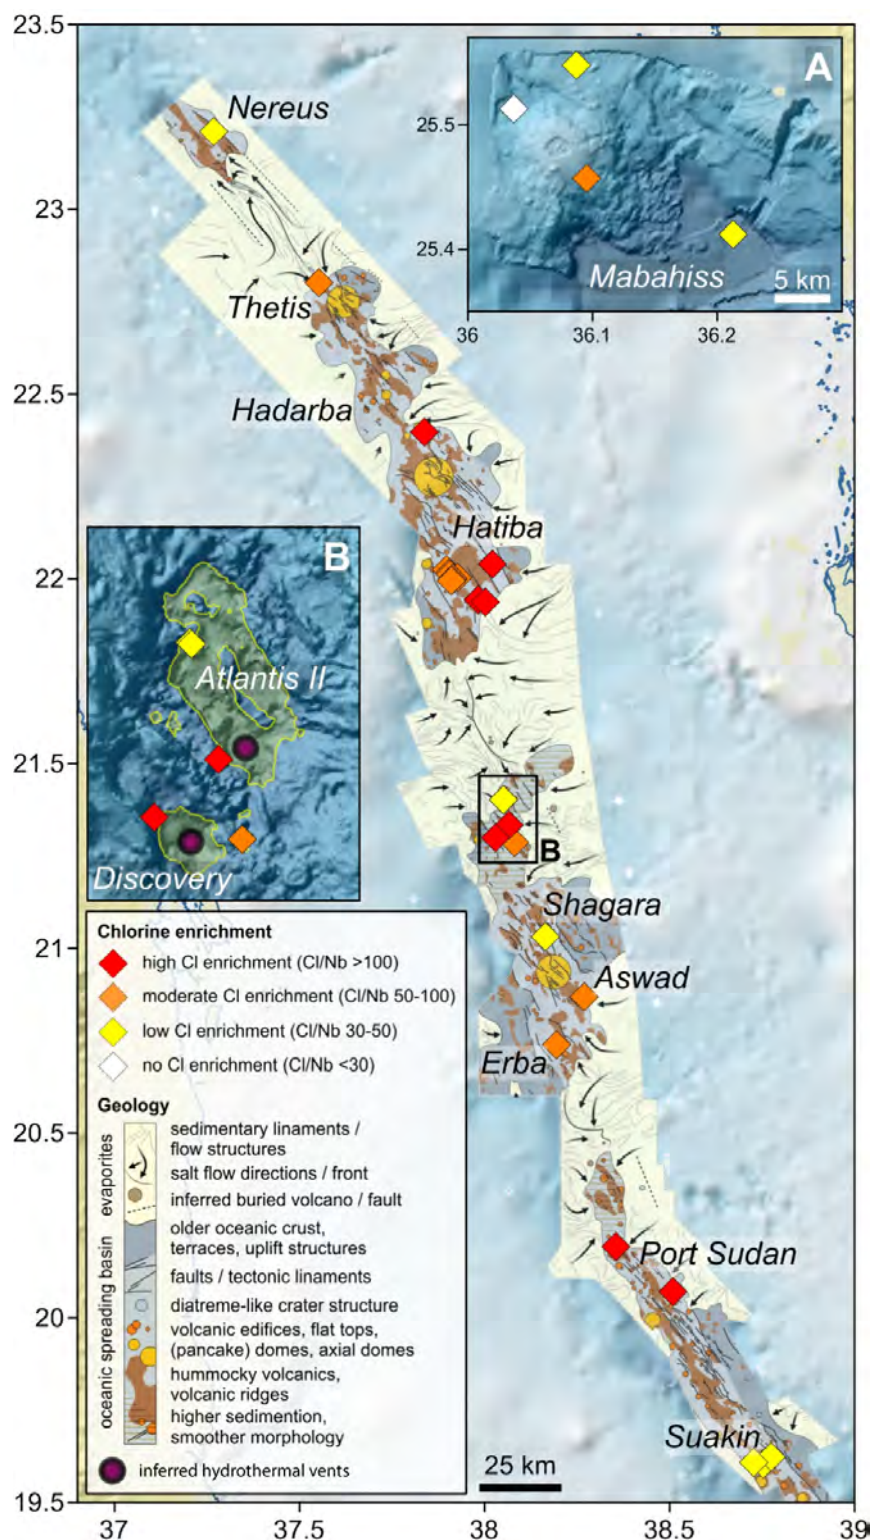 23.5
23
22.5
22
21.5
21
20.5
20
19.5
37
37.5
38
38.5
39
Nereus
Thetis
Hadarba
Hatiba
B
Shagara
Aswad
Erba
Port Sudan
Suakin
25 km
A
25.5
25.4
Mabahiss
5 km
36
36.1
36.2
B
Atlantis II
Discovery
Chlorine enrichment
high Cl enrichment (Cl/Nb >100)
moderate Cl enrichment (Cl/Nb 50-100)
low Cl enrichment (Cl/Nb 30-50)
no Cl enrichment (Cl/Nb <30)
Geology
evaporites
sedimentary linaments /
flow structures
salt flow directions / front
inferred buried volcano / fault
oceanic spreading basin
older oceanic crust,
terraces, uplift structures
faults / tectonic linaments
diatreme-like crater structure
volcanic edifices, flat tops,
(pancake) domes, axial domes
hummocky volcanics,
volcanic ridges
higher sedimention,
smoother morphology
inferred hydrothermal vents